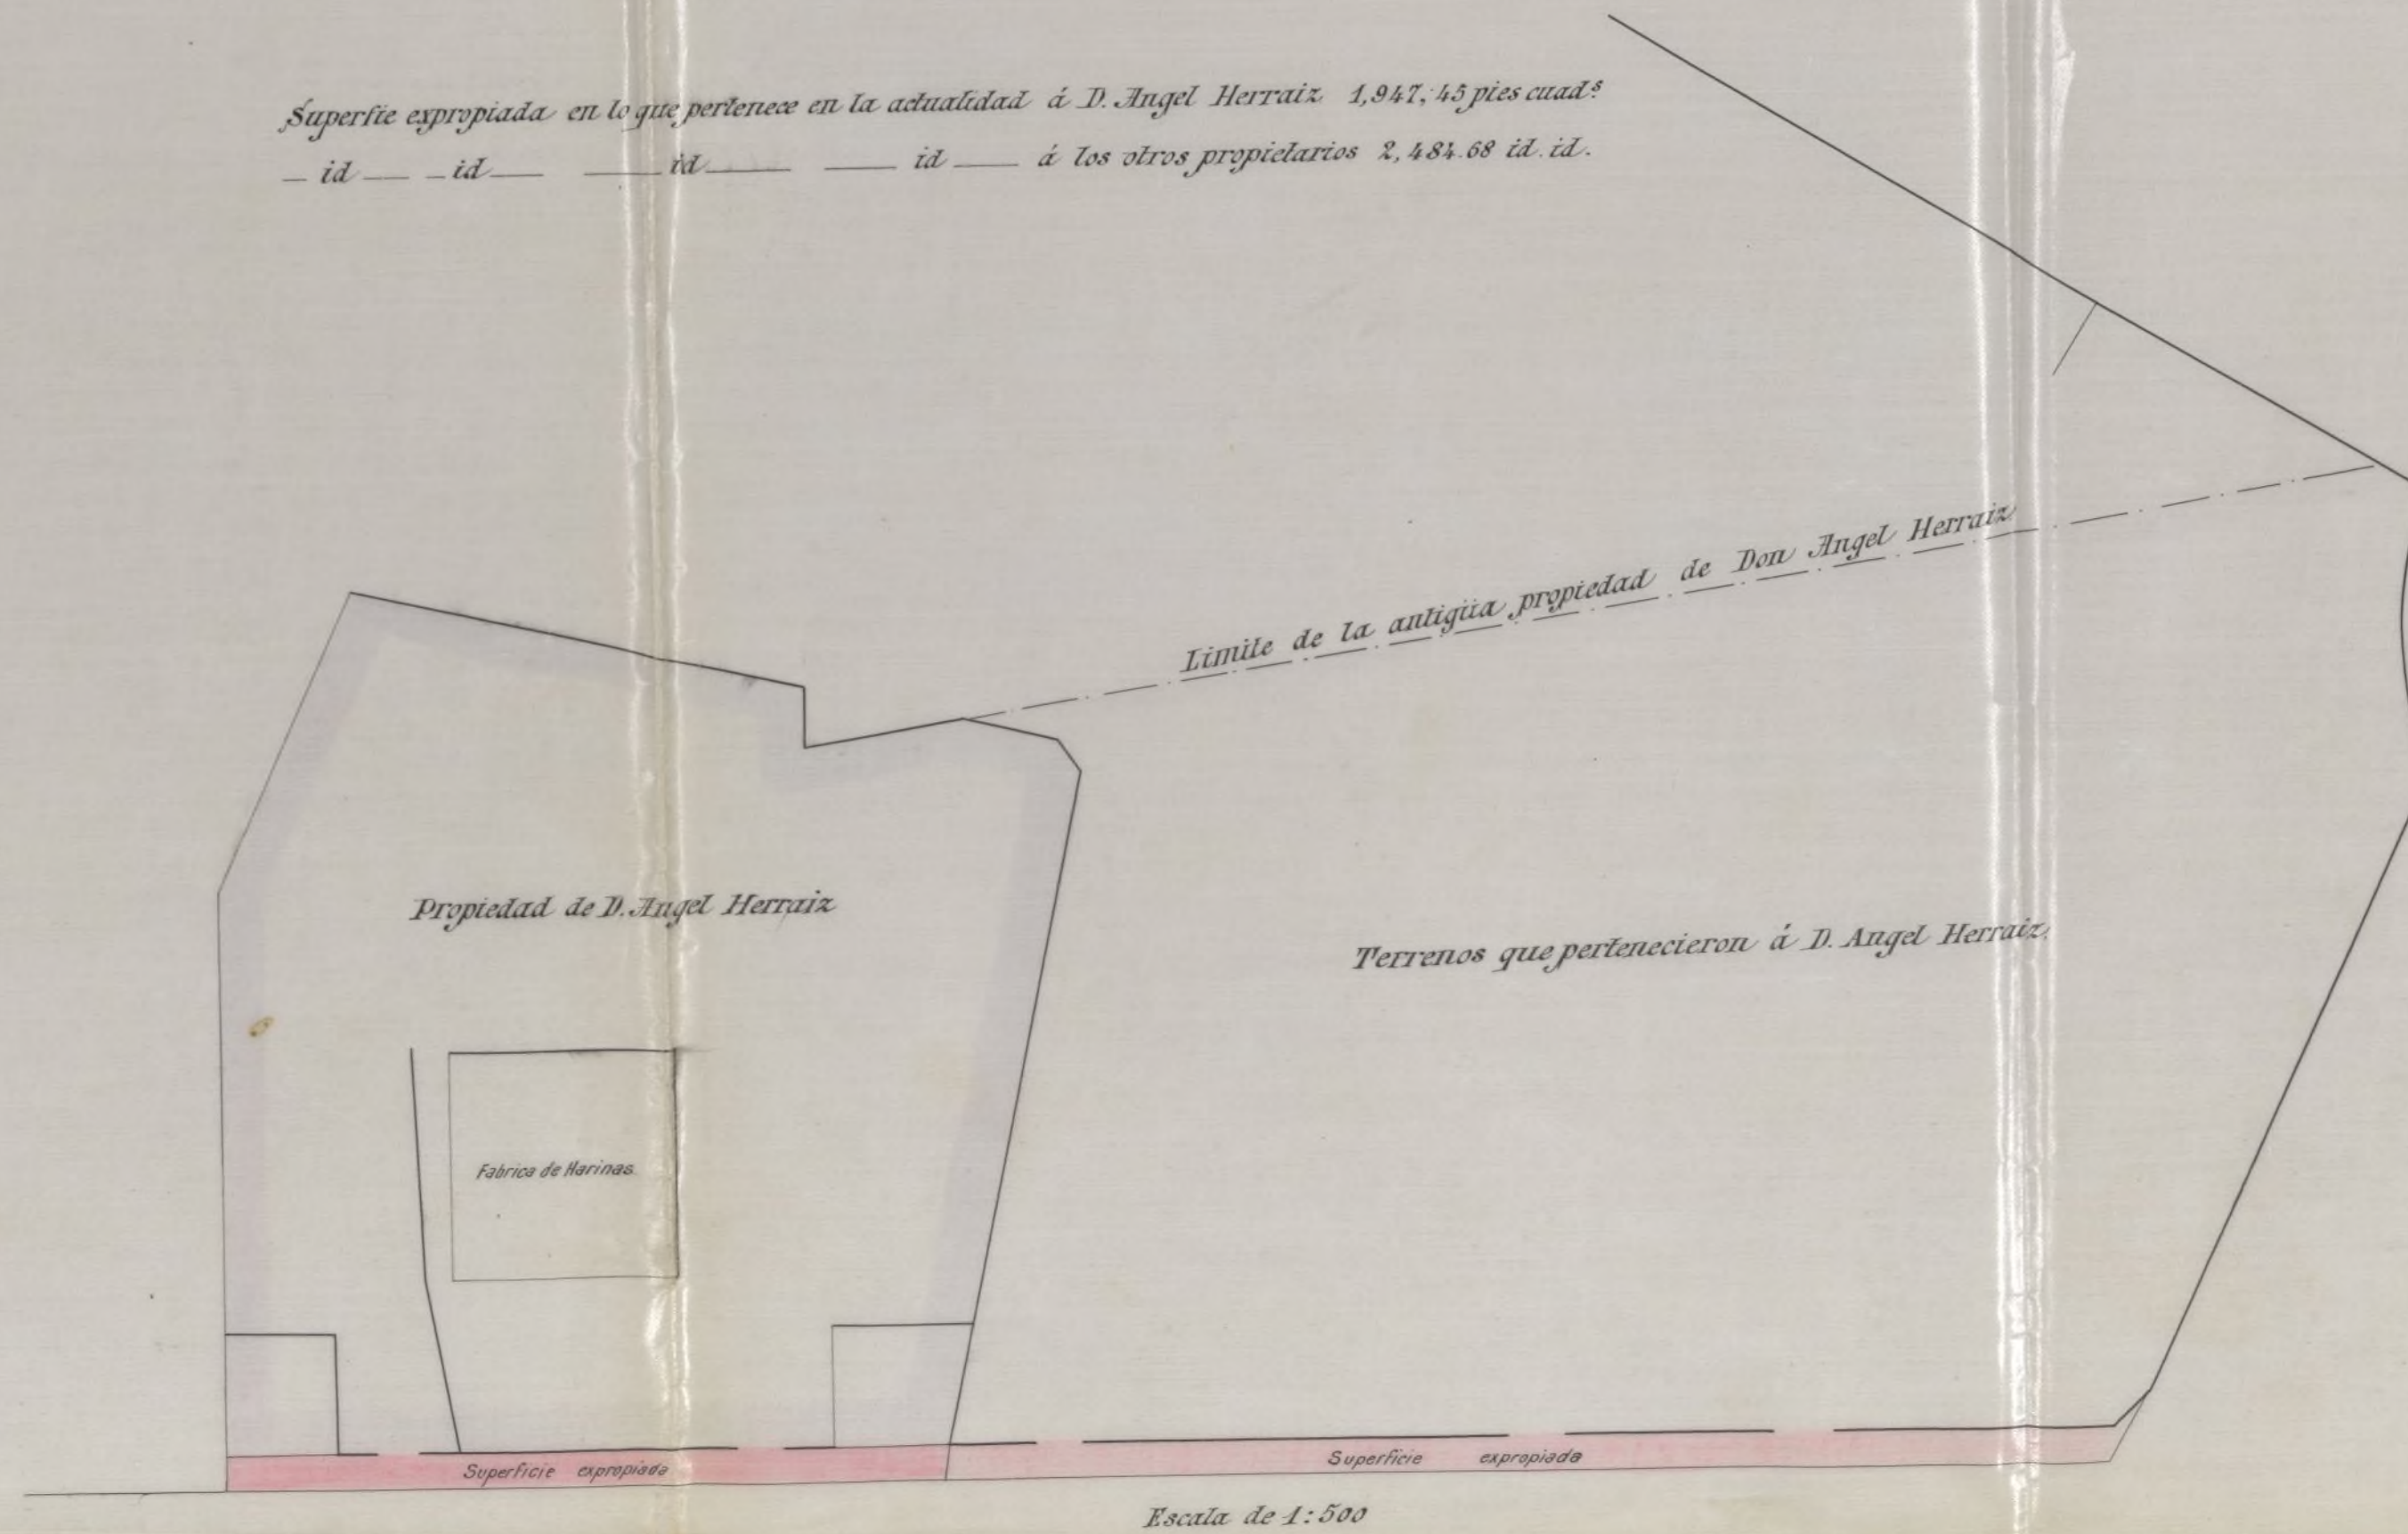 Superfie expropiada en lo que pertenece en la actualidad á D. Angel Herraiz 1,947,45 pies cuad.s
— id — — id — — id — — id — á los otros propietarios 2,484.68 id. id.
Limite de la antigüa propiedad de Don Angel Herraiz
Propiedad de D. Angel Herraiz
Terrenos que pertenecieron á D. Angel Herraiz.
Fabrica de Harinas.
Superficie expropiada
Superficie expropiada
Escala de 1:500